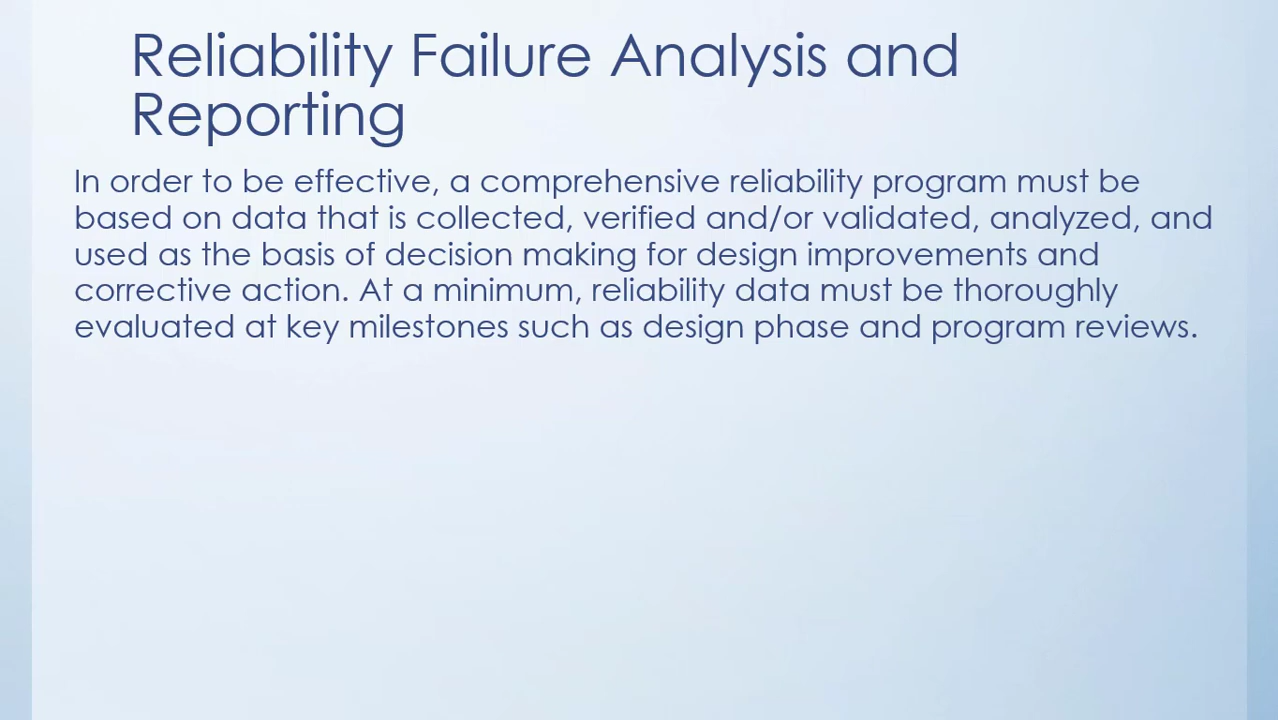 Reliability Failure Analysis and
Reporting
In order to be effective, a comprehensive reliability program must be
based on data that is collected, verified and/or validated, analyzed, and
used as the basis of decision making for design improvements and
corrective action. At a minimum, reliability data must be thoroughly
evaluated at key milestones such as design phase and program reviews.